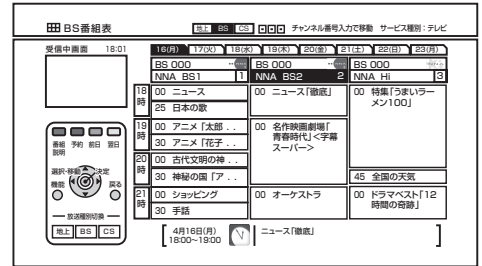 BS番組表
地上 BS CS チャンネル番号入力で移動 サービス種別：テレビ
受信中画面 18:01
16(月) 17(火) 18(水) 19(木) 20(金) 21(土) 22(日) 23(月)
BS 000 BS 000 BS 000
NNA BS1 1 NNA BS2 2 NNA Hi 3
18時
00 ニュース
25 日本の歌
00 ニュース「徹底」
00 特集「うまいラー
メン100」
19時
00 アニメ「太郎 . .
30 アニメ「花子 . .
00 名作映画劇場「
青春時代」<字幕
スーパー>
20時
00 古代文明の神 . .
30 神秘の国「ア . .
45 全国の天気
21時
00 ショッピング
30 手話
00 オーケストラ
00 ドラマベスト「12
時間の奇跡」
番組説明 予約 前日 翌日
選択・移動 決定
機能 戻る
放送種別切換
地上 BS CS
4月16日(月)
18:00~19:00
ニュース「徹底」